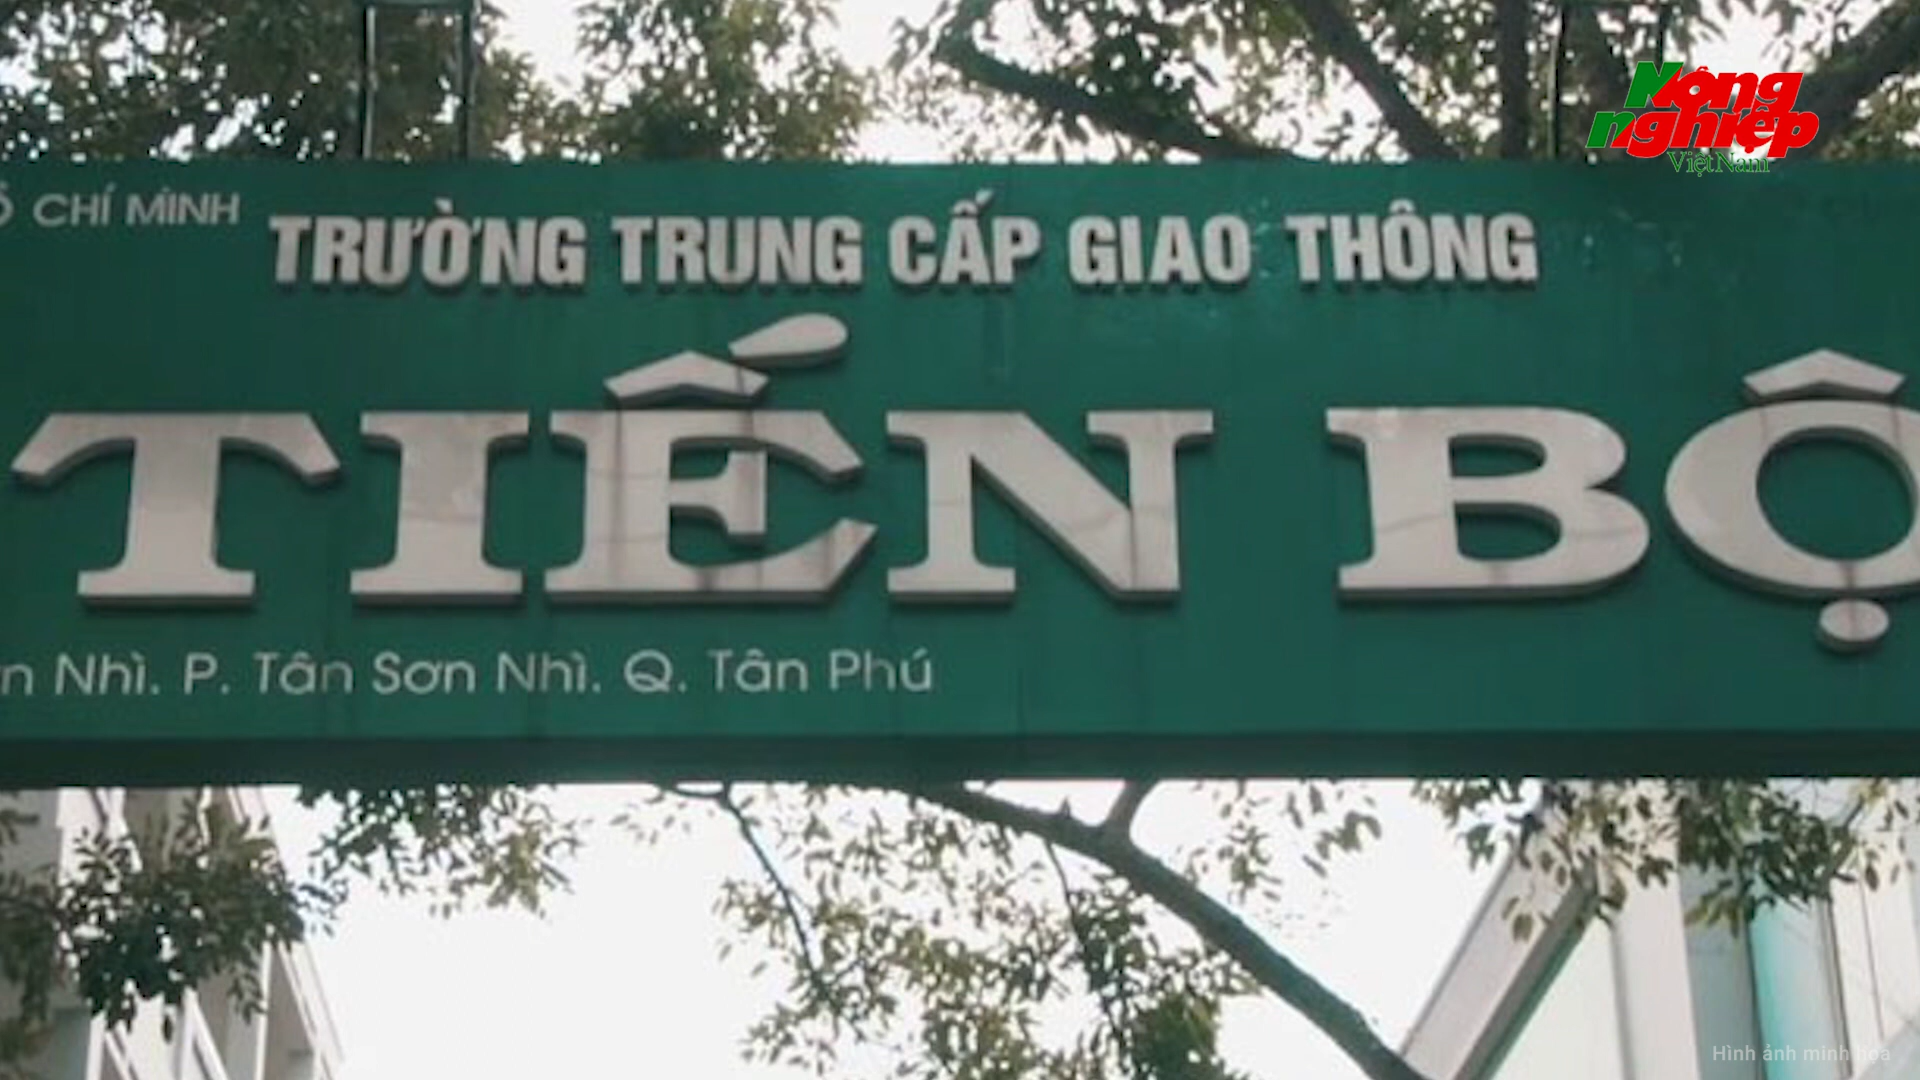 Nông
nghiệp
Việt Nam
CHÍ MINH
TRƯỜNG TRUNG CẤP GIAO THÔNG
TIẾN BỘ
Nhì. P. Tân Sơn Nhì. Q. Tân Phú
Hình ảnh minh họa